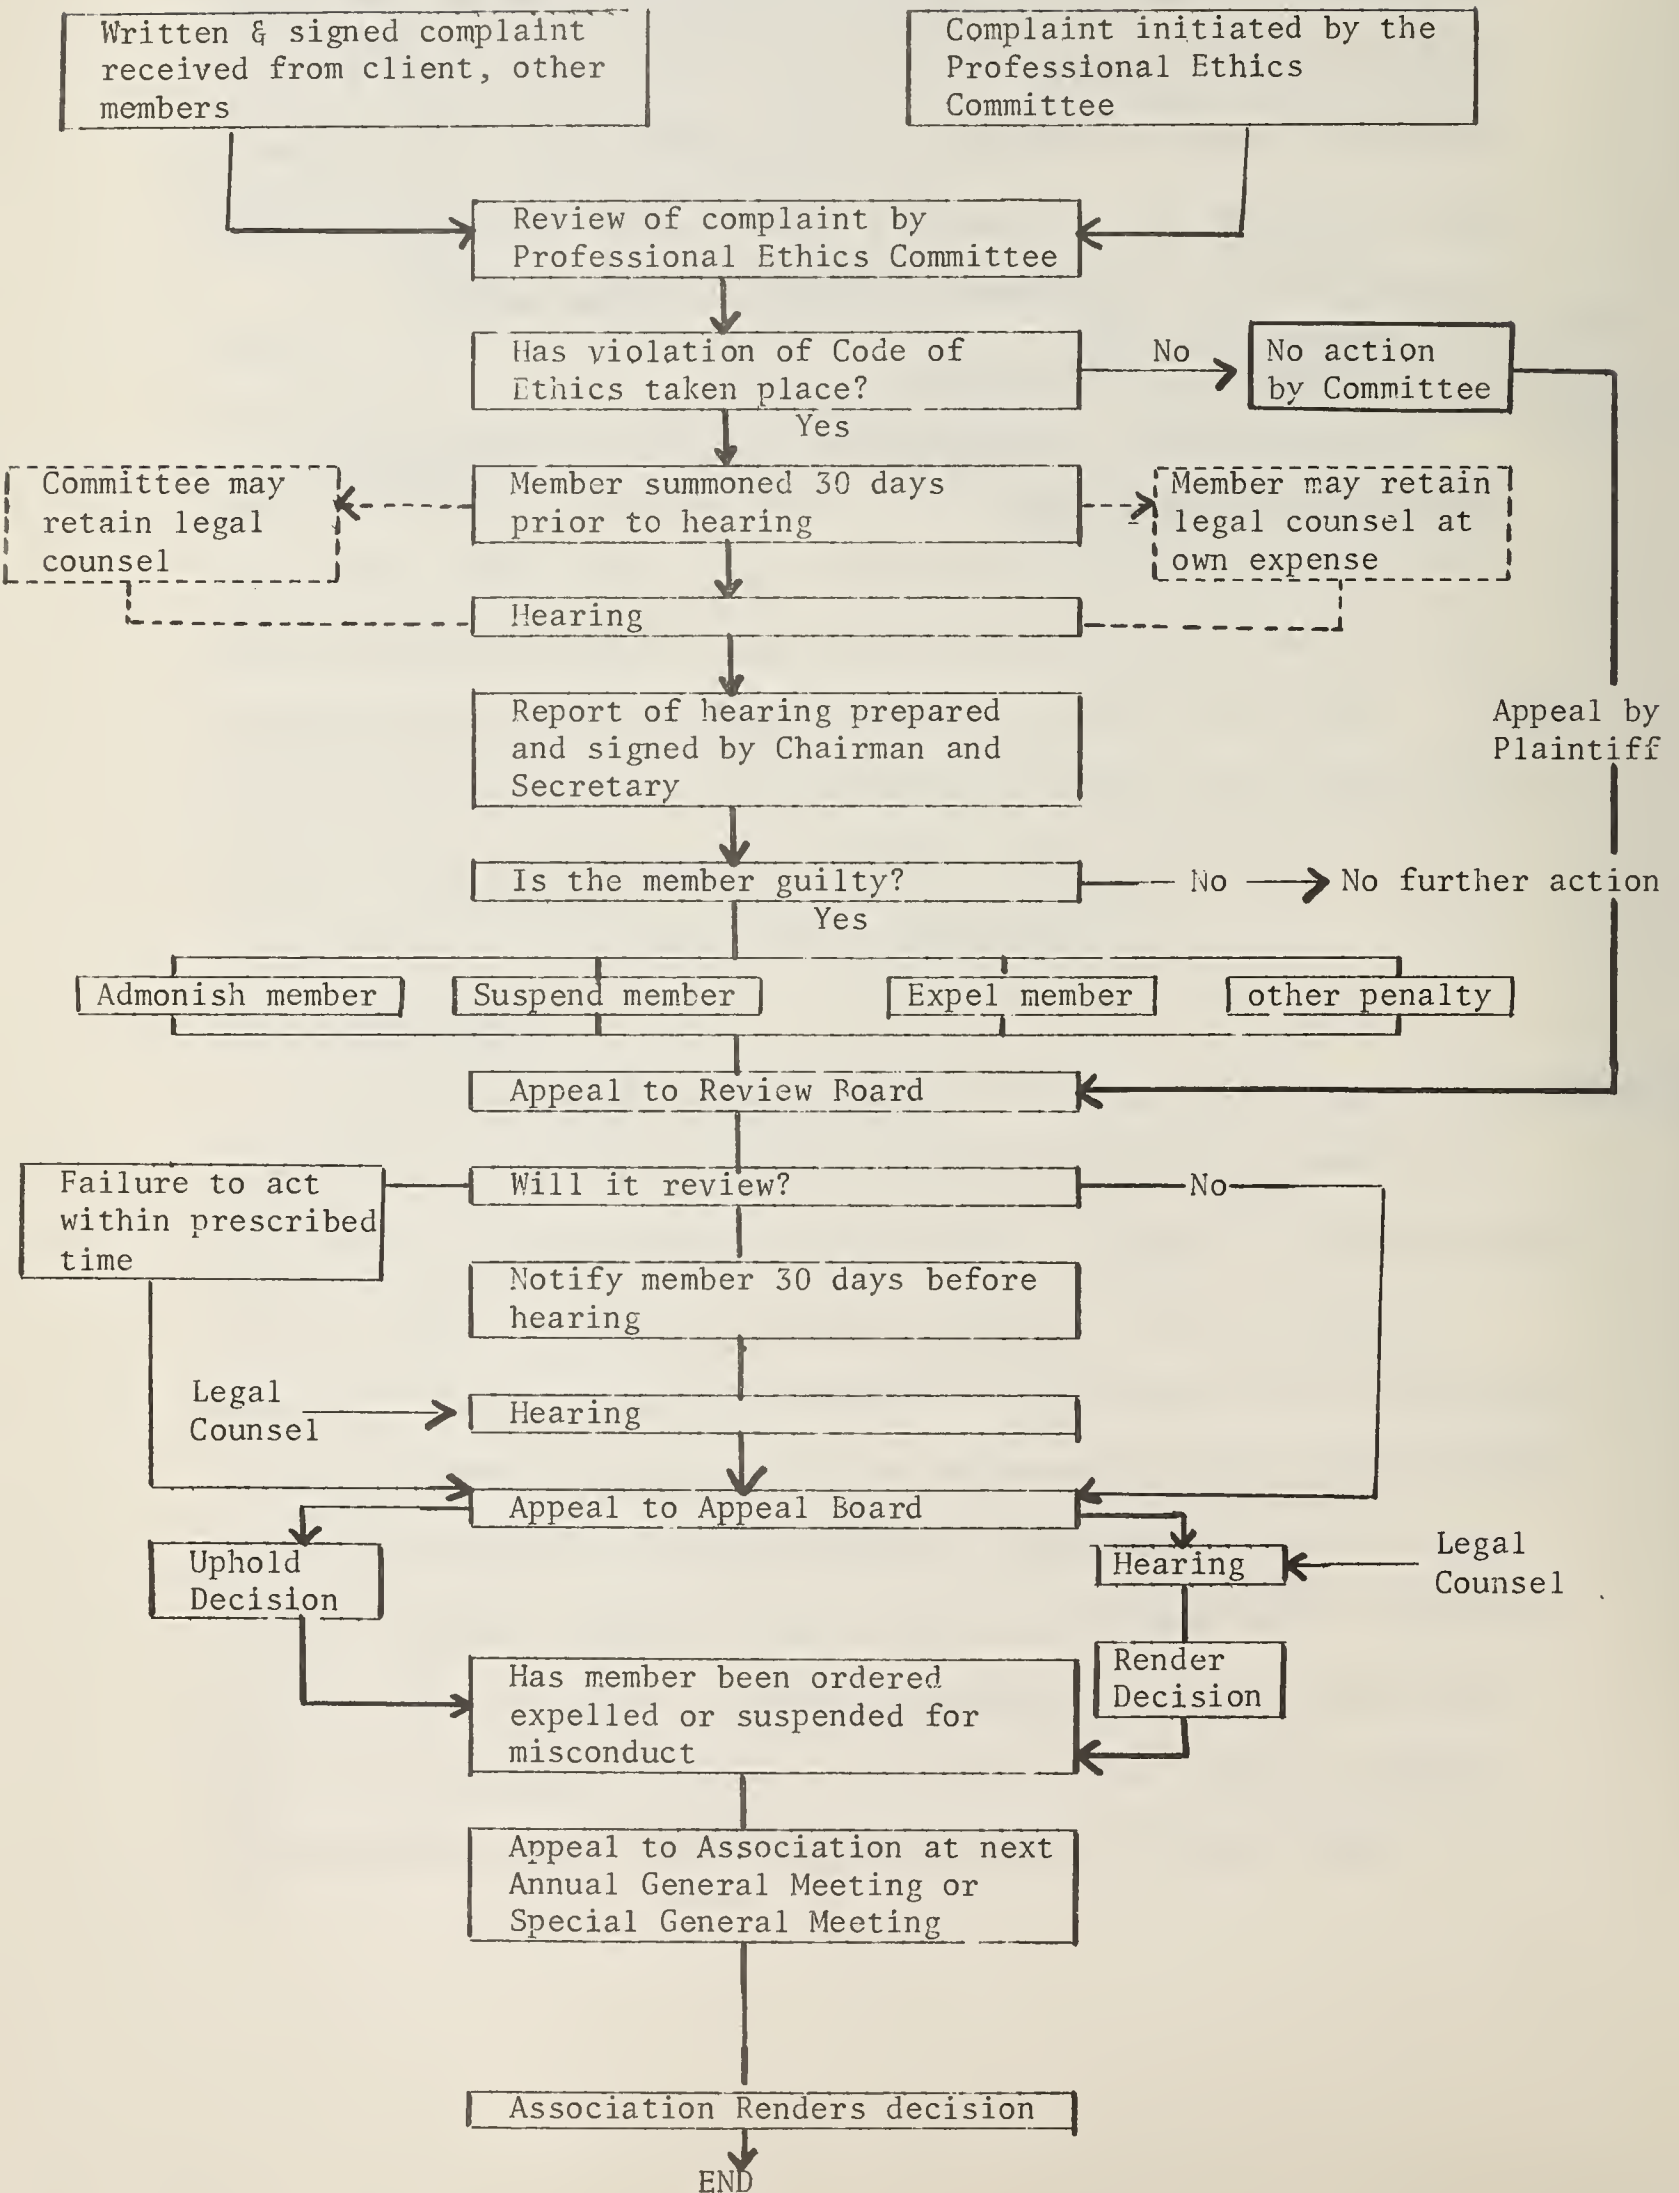 Written & signed complaint
received from client, other
members
Complaint initiated by the
Professional Ethics
Committee
Review of complaint by
Professional Ethics Committee
Has violation of Code of
Ethics taken place?
No
No action
by Committee
Yes
Committee may
retain legal
counsel
Member summoned 30 days
prior to hearing
Member may retain
legal counsel at
own expense
Hearing
Report of hearing prepared
and signed by Chairman and
Secretary
Appeal by
Plaintiff
Is the member guilty?
No
No further action
Yes
Admonish member
Suspend member
Expel member
other penalty
Appeal to Review Board
Failure to act
within prescribed
time
Will it review?
No
Notify member 30 days before
hearing
Legal
Counsel
Hearing
Appeal to Appeal Board
Uphold
Decision
Hearing
Legal
Counsel
Render
Decision
Has member been ordered
expelled or suspended for
misconduct
Appeal to Association at next
Annual General Meeting or
Special General Meeting
Association Renders decision
END